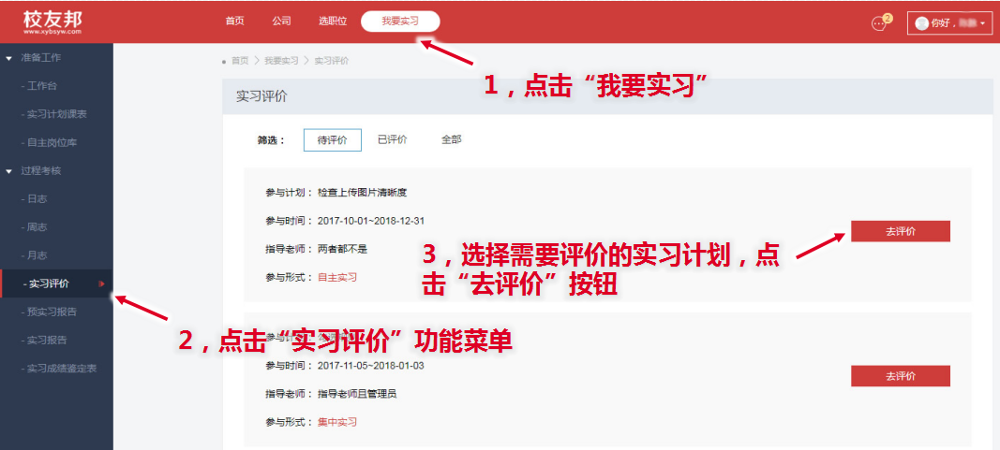 校友邦
www.xybsyw.com
首页
公司
选职位
我要实习
2
你好，
准备工作
- 工作台
- 实习计划课表
- 自主岗位库
过程考核
- 日志
- 周志
- 月志
- 实习评价
- 预实习报告
- 实习报告
- 实习成绩鉴定表
首页 > 我要实习 > 实习评价
1，点击“我要实习”
实习评价
筛选：
待评价
已评价
全部
参与计划：检查上传图片清晰度
参与时间：2017-10-01~2018-12-31
指导老师：两者都不是
参与形式：自主实习
去评价
3，选择需要评价的实习计划，点
击“去评价”按钮
2，点击“实习评价”功能菜单
参与时间：2017-11-05~2018-01-03
指导老师：指导老师且管理员
参与形式：集中实习
去评价